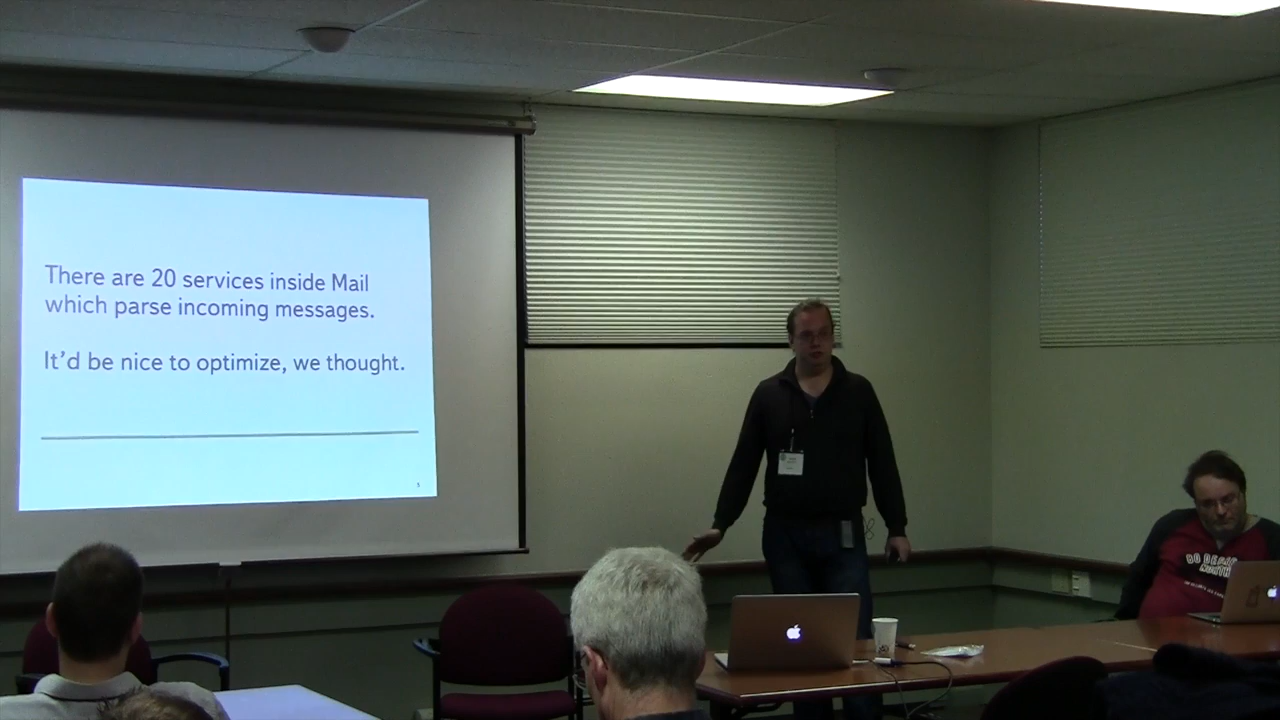 There are 20 services inside Mail
which parse incoming messages.
It'd be nice to optimize, we thought.